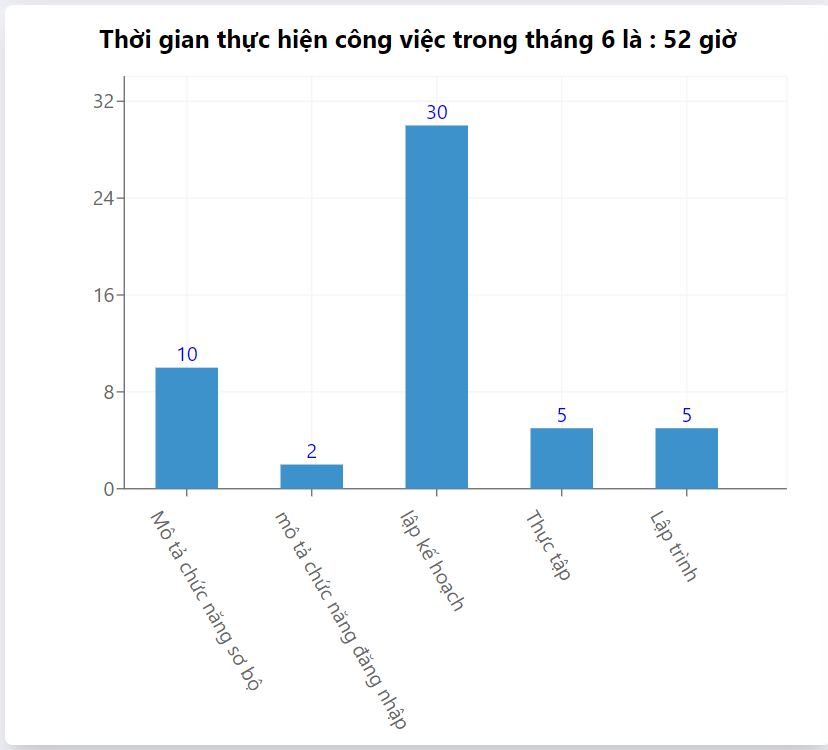 Thời gian thực hiện công việc trong tháng 6 là : 52 giờ
32
24
16
8
0
10
2
30
5
5
Mô tả chức năng sơ bộ
mô tả chức năng đăng nhập
lập kế hoạch
Thực tập
Lập trình